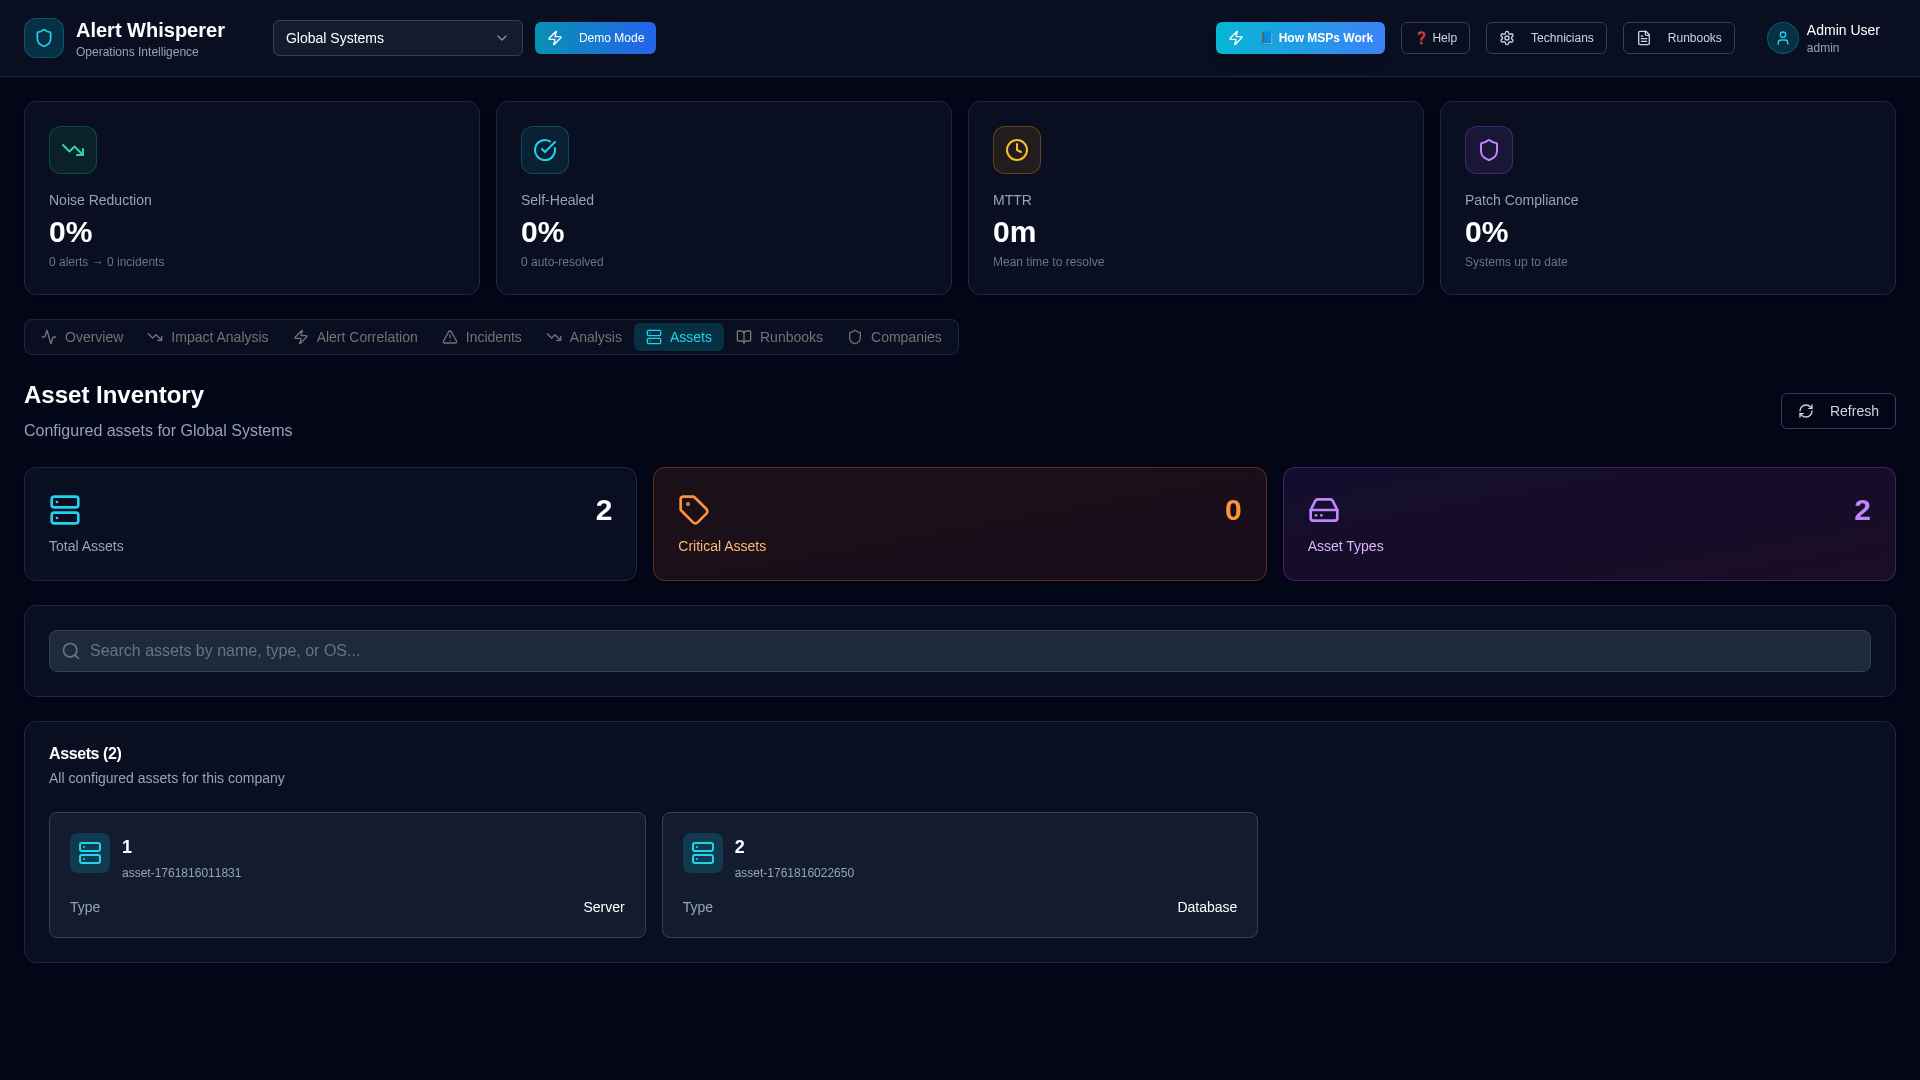 Alert Whisperer
Operations Intelligence
Global Systems
Demo Mode
📘 How MSPs Work
❓ Help
Technicians
Runbooks
Admin User
admin
Noise Reduction
0%
0 alerts → 0 incidents
Self-Healed
0%
0 auto-resolved
MTTR
0m
Mean time to resolve
Patch Compliance
0%
Systems up to date
Overview
Impact Analysis
Alert Correlation
Incidents
Analysis
Assets
Runbooks
Companies
Asset Inventory
Configured assets for Global Systems
Refresh
2
Total Assets
0
Critical Assets
2
Asset Types
Search assets by name, type, or OS...
Assets (2)
All configured assets for this company
1
asset-1761816011831
Type
Server
2
asset-1761816022650
Type
Database